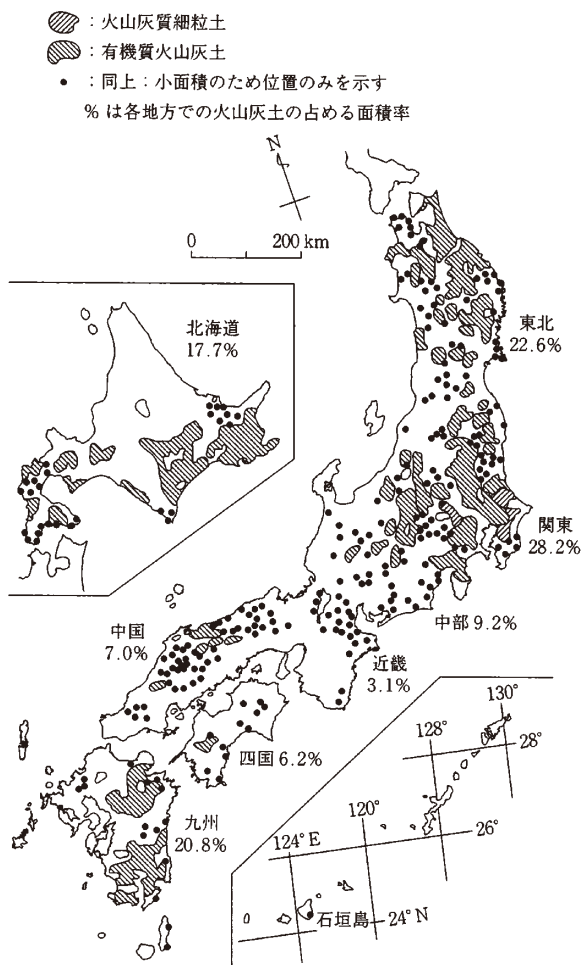 ：火山灰質細粒土
：有機質火山灰土
：同上：小面積のため位置のみを示す
％は各地方での火山灰土の占める面積率
N
0 200 km
北海道
17.7%
東北
22.6%
関東
28.2%
中部 9.2%
中国
7.0%
近畿
3.1%
四国 6.2%
九州
20.8%
130°
128°
28°
120°
124°E
26°
石垣島
24°N